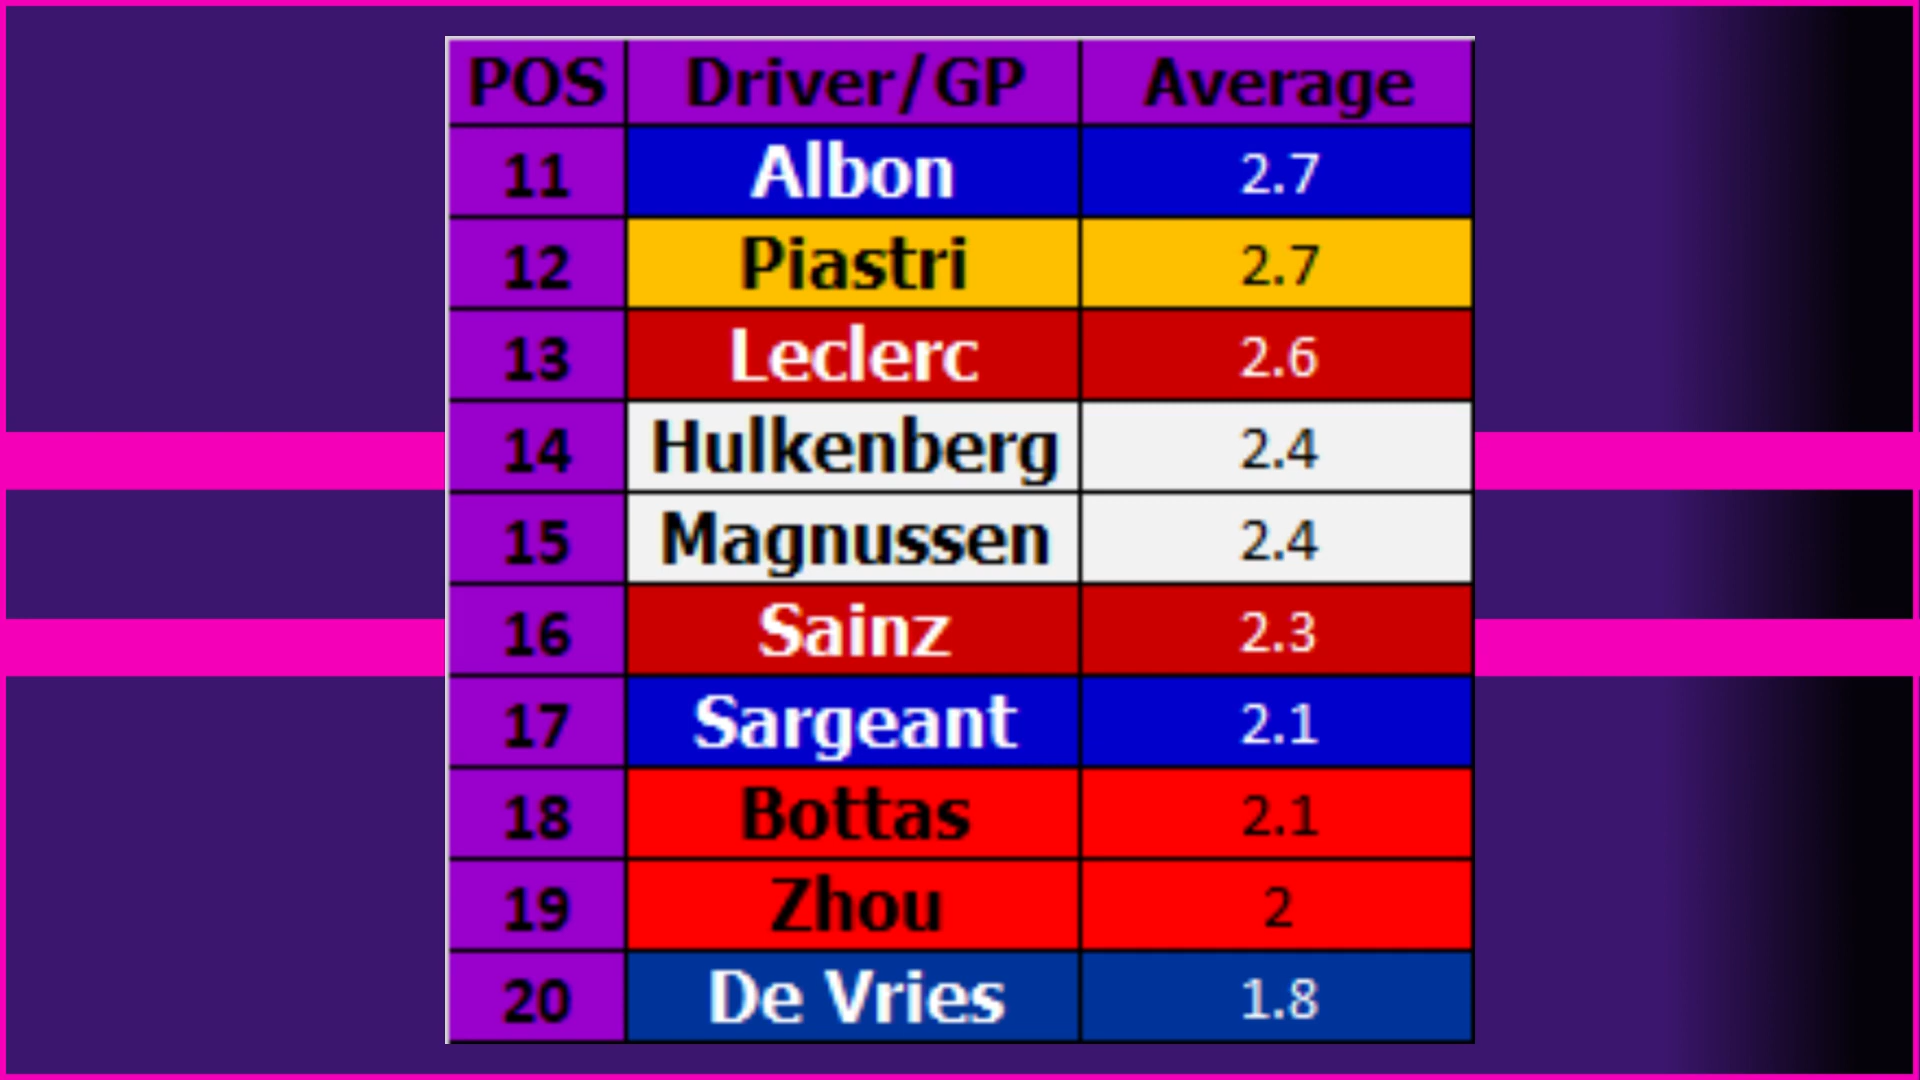 POS Driver/GP Average
11 Albon 2.7
12 Piastri 2.7
13 Leclerc 2.6
14 Hulkenberg 2.4
15 Magnussen 2.4
16 Sainz 2.3
17 Sargeant 2.1
18 Bottas 2.1
19 Zhou 2
20 De Vries 1.8